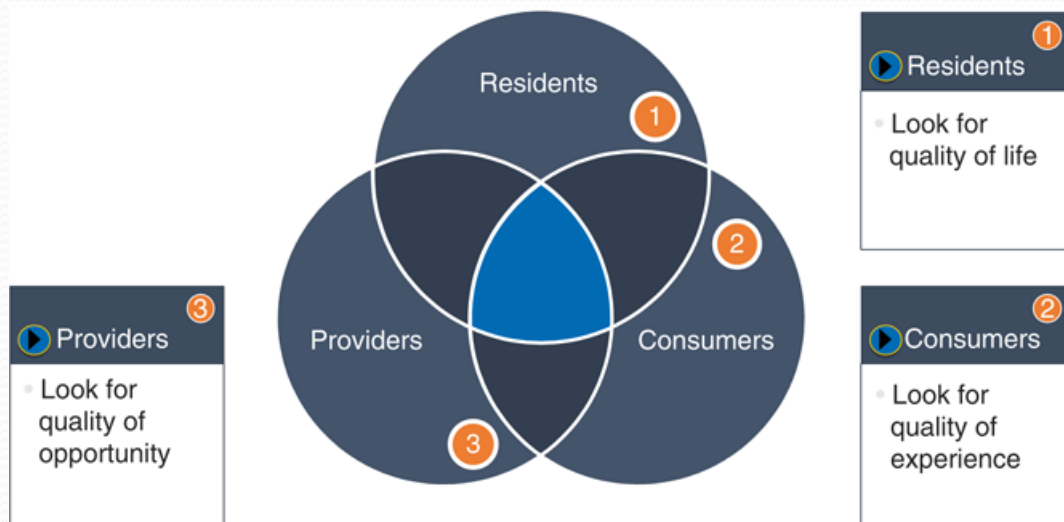 Residents
1
2
Providers
Consumers
3
1
Residents
Look for
quality of life
2
Consumers
Look for
quality of
experience
3
Providers
Look for
quality of
opportunity